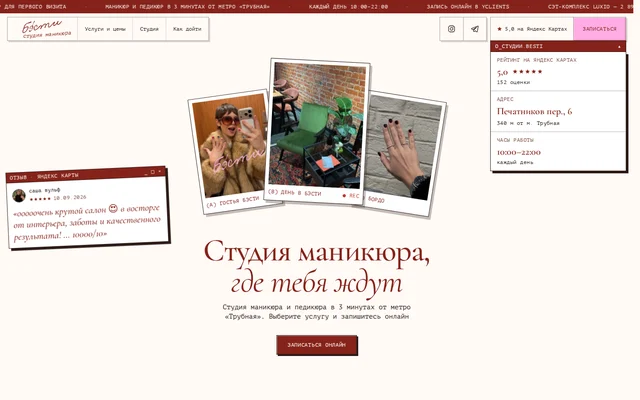 ДЛЯ ПЕРВОГО ВИЗИТА
МАНИКЮР И ПЕДИКЮР В 3 МИНУТАХ ОТ МЕТРО «ТРУБНАЯ»
КАЖДЫЙ ДЕНЬ 10:00–22:00
ЗАПИСЬ ОНЛАЙН В YCLIENTS
СЭТ-КОМПЛЕКС LUXIO —
бэсти
студия маникюра
Услуги и цены
Студия
Как дойти
★ 5,0 на Яндекс Картах
ЗАПИСАТЬСЯ
О_СТУДИИ BESTI
РЕЙТИНГ НА ЯНДЕКС КАРТАХ
5,0 ★★★★★
152 оценки
АДРЕС
Печатников пер., 6
340 м от м. Трубная
ЧАСЫ РАБОТЫ
10:00–22:00
каждый день
бэсти
(A) ГОСТЬЯ БЭСТИ
(B) ДЕНЬ В БЭСТИ
● REC
БОРДО
ОТЗЫВ · ЯНДЕКС КАРТЫ
саша вульф
★★★★★ 10.09.2026
«ооооочень крутой салон 😍 в восторге
от интерьера, заботы и качественного
результата! ... 10000/10»
Студия маникюра,
где тебя ждут
Студия маникюра и педикюра в 3 минутах от метро
«Трубная». Выберите услугу и запишитесь онлайн
ЗАПИСАТЬСЯ ОНЛАЙН